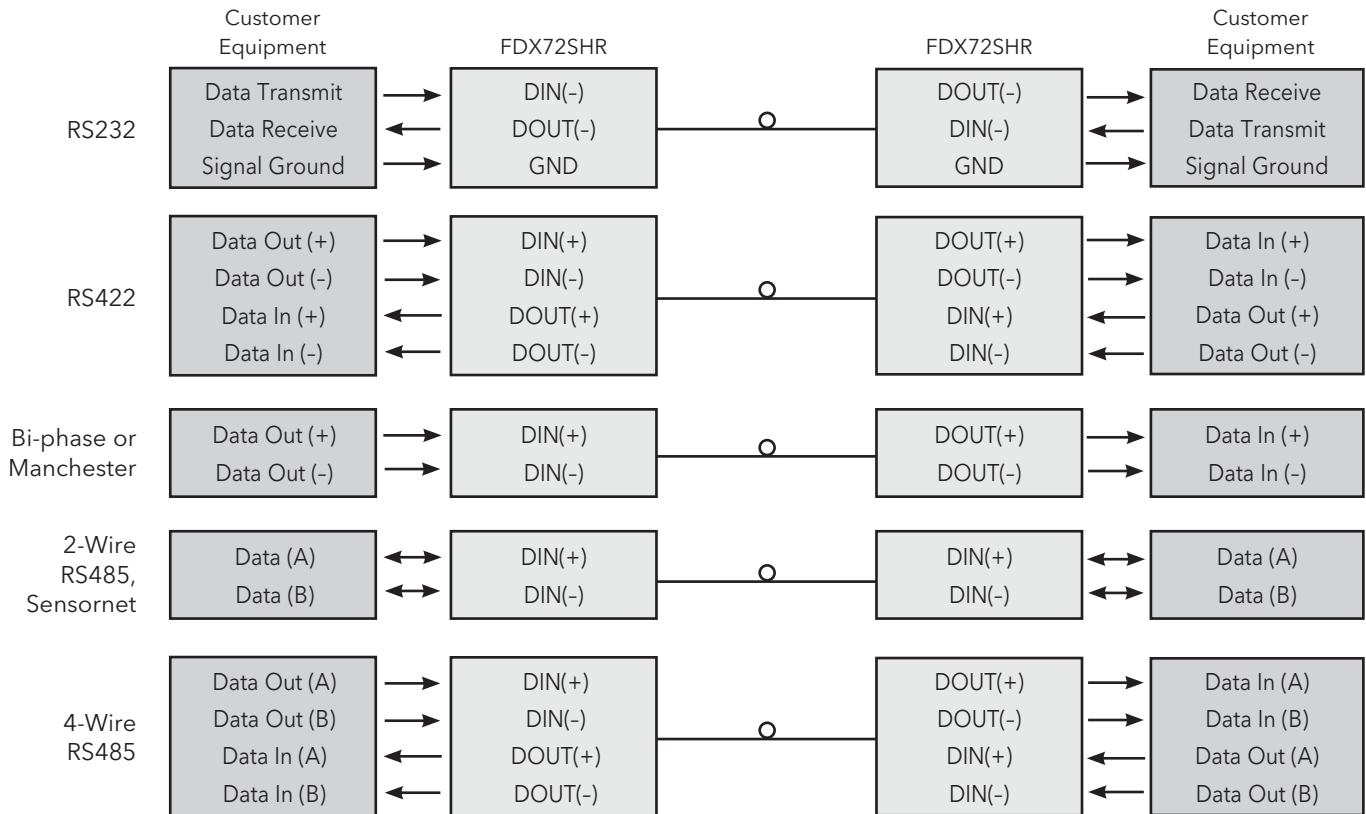 Customer
Equipment
FDX72SHR
FDX72SHR
Customer
Equipment
RS232
Data Transmit
Data Receive
Signal Ground
DIN(-)
DOUT(-)
GND
DOUT(-)
DIN(-)
GND
Data Receive
Data Transmit
Signal Ground
RS422
Data Out (+)
Data Out (-)
Data In (+)
Data In (-)
DIN(+)
DIN(-)
DOUT(+)
DOUT(-)
DOUT(+)
DOUT(-)
DIN(+)
DIN(-)
Data In (+)
Data In (-)
Data Out (+)
Data Out (-)
Bi-phase or
Manchester
Data Out (+)
Data Out (-)
DIN(+)
DIN(-)
DOUT(+)
DOUT(-)
Data In (+)
Data In (-)
2-Wire
RS485,
Sensornet
Data (A)
Data (B)
DIN(+)
DIN(-)
DIN(+)
DIN(-)
Data (A)
Data (B)
4-Wire
RS485
Data Out (A)
Data Out (B)
Data In (A)
Data In (B)
DIN(+)
DIN(-)
DOUT(+)
DOUT(-)
DOUT(+)
DOUT(-)
DIN(+)
DIN(-)
Data In (A)
Data In (B)
Data Out (A)
Data Out (B)